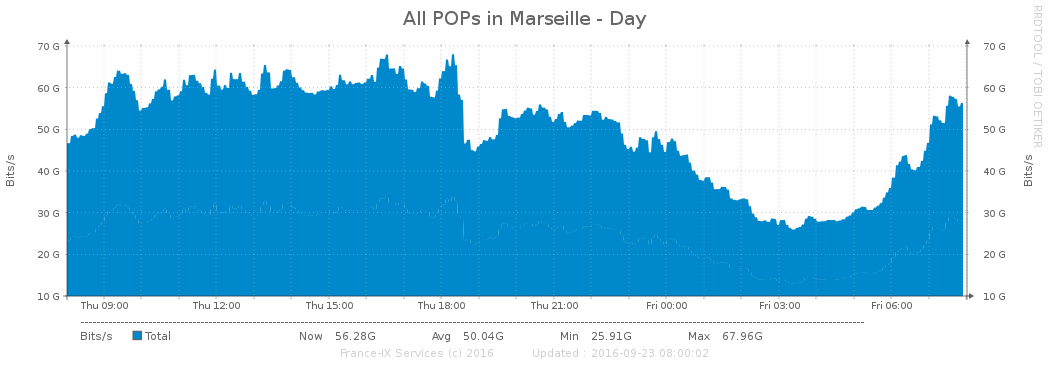 All POPs in Marseille - Day
RRDTOOL / TOBI OETIKER
Bits/s
70 G
60 G
50 G
40 G
30 G
20 G
10 G
70 G
60 G
50 G
40 G
30 G
20 G
10 G
Bits/s
Thu 09:00 Thu 12:00 Thu 15:00 Thu 18:00 Thu 21:00 Fri 00:00 Fri 03:00 Fri 06:00
Bits/s Total Now 56.28G Avg 50.04G Min 25.91G Max 67.96G
France-IX Services (c) 2016 Updated : 2016-09-23 08:00:02